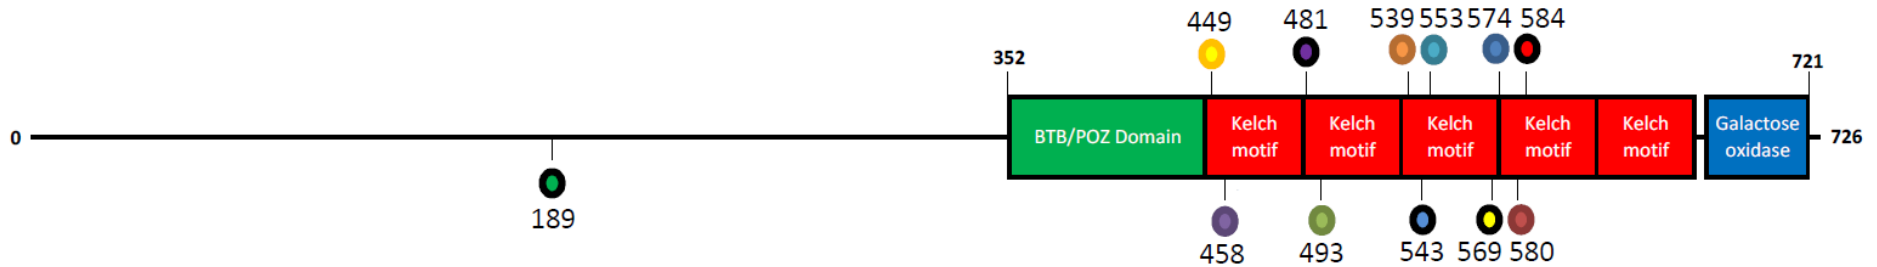 449 481 539 553 574 584
352 721
0 BTB/POZ Domain Kelch Kelch Kelch Kelch Kelch Galactose 726
motif motif motif motif motif oxidase
189
458 493 543 569 580